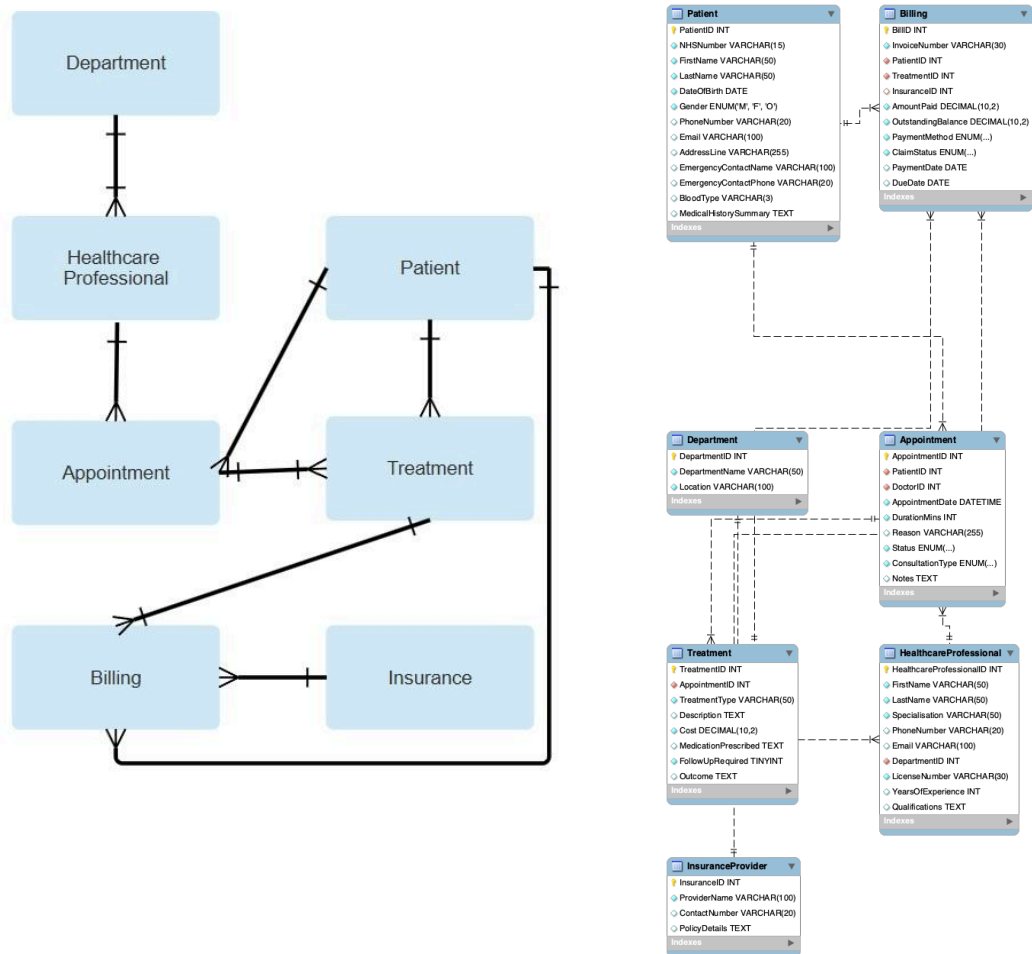 Department
Healthcare
Professional
Patient
Appointment
Treatment
Billing
Insurance
Patient
PatientID INT
NHSNumber VARCHAR(15)
FirstName VARCHAR(50)
LastName VARCHAR(50)
DateOfBirth DATE
Gender ENUM('M', 'F', 'O')
PhoneNumber VARCHAR(20)
Email VARCHAR(100)
AddressLine VARCHAR(255)
EmergencyContactName VARCHAR(100)
EmergencyContactPhone VARCHAR(20)
BloodType VARCHAR(3)
MedicalHistorySummary TEXT
Indexes
Billing
BillID INT
InvoiceNumber VARCHAR(30)
PatientID INT
TreatmentID INT
InsuranceID INT
AmountPaid DECIMAL(10,2)
OutstandingBalance DECIMAL(10,2)
PaymentMethod ENUM(...)
ClaimStatus ENUM(...)
PaymentDate DATE
DueDate DATE
Indexes
Department
DepartmentID INT
DepartmentName VARCHAR(50)
Location VARCHAR(100)
Indexes
Appointment
AppointmentID INT
PatientID INT
DoctorID INT
AppointmentDate DATETIME
DurationMins INT
Reason VARCHAR(255)
Status ENUM(...)
ConsultationType ENUM(...)
Notes TEXT
Indexes
Treatment
TreatmentID INT
AppointmentID INT
TreatmentType VARCHAR(50)
Description TEXT
Cost DECIMAL(10,2)
MedicationPrescribed TEXT
FollowUpRequired TINYINT
Outcome TEXT
Indexes
HealthcareProfessional
HealthcareProfessionalID INT
FirstName VARCHAR(50)
LastName VARCHAR(50)
Specialisation VARCHAR(50)
PhoneNumber VARCHAR(20)
Email VARCHAR(100)
DepartmentID INT
LicenseNumber VARCHAR(30)
YearsOfExperience INT
Qualifications TEXT
Indexes
InsuranceProvider
InsuranceID INT
ProviderName VARCHAR(100)
ContactNumber VARCHAR(20)
PolicyDetails TEXT
Indexes